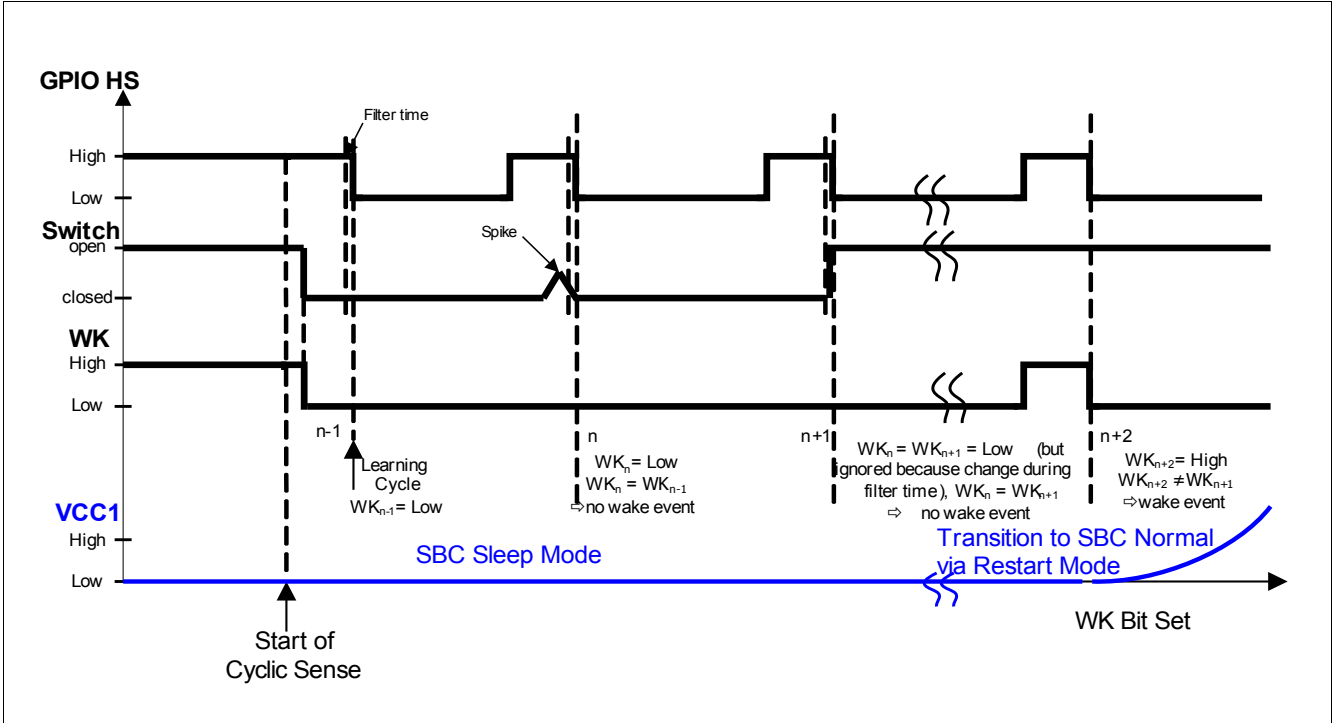 GPIO HS
Filter time
High
Low
Switch
open
Spike
closed
WK
High
Low
n-1
Learning
Cycle
WKn-1= Low
n
WKn= Low
WKn = WKn-1
⇨no wake event
n+1
WKn = WKn+1 = Low (but
ignored because change during
filter time), WKn = WKn+1
⇨ no wake event
n+2
WKn+2= High
WKn+2 ≠WKn+1
⇨wake event
VCC1
High
Low
SBC Sleep Mode
Transition to SBC Normal
via Restart Mode
WK Bit Set
Start of
Cyclic Sense